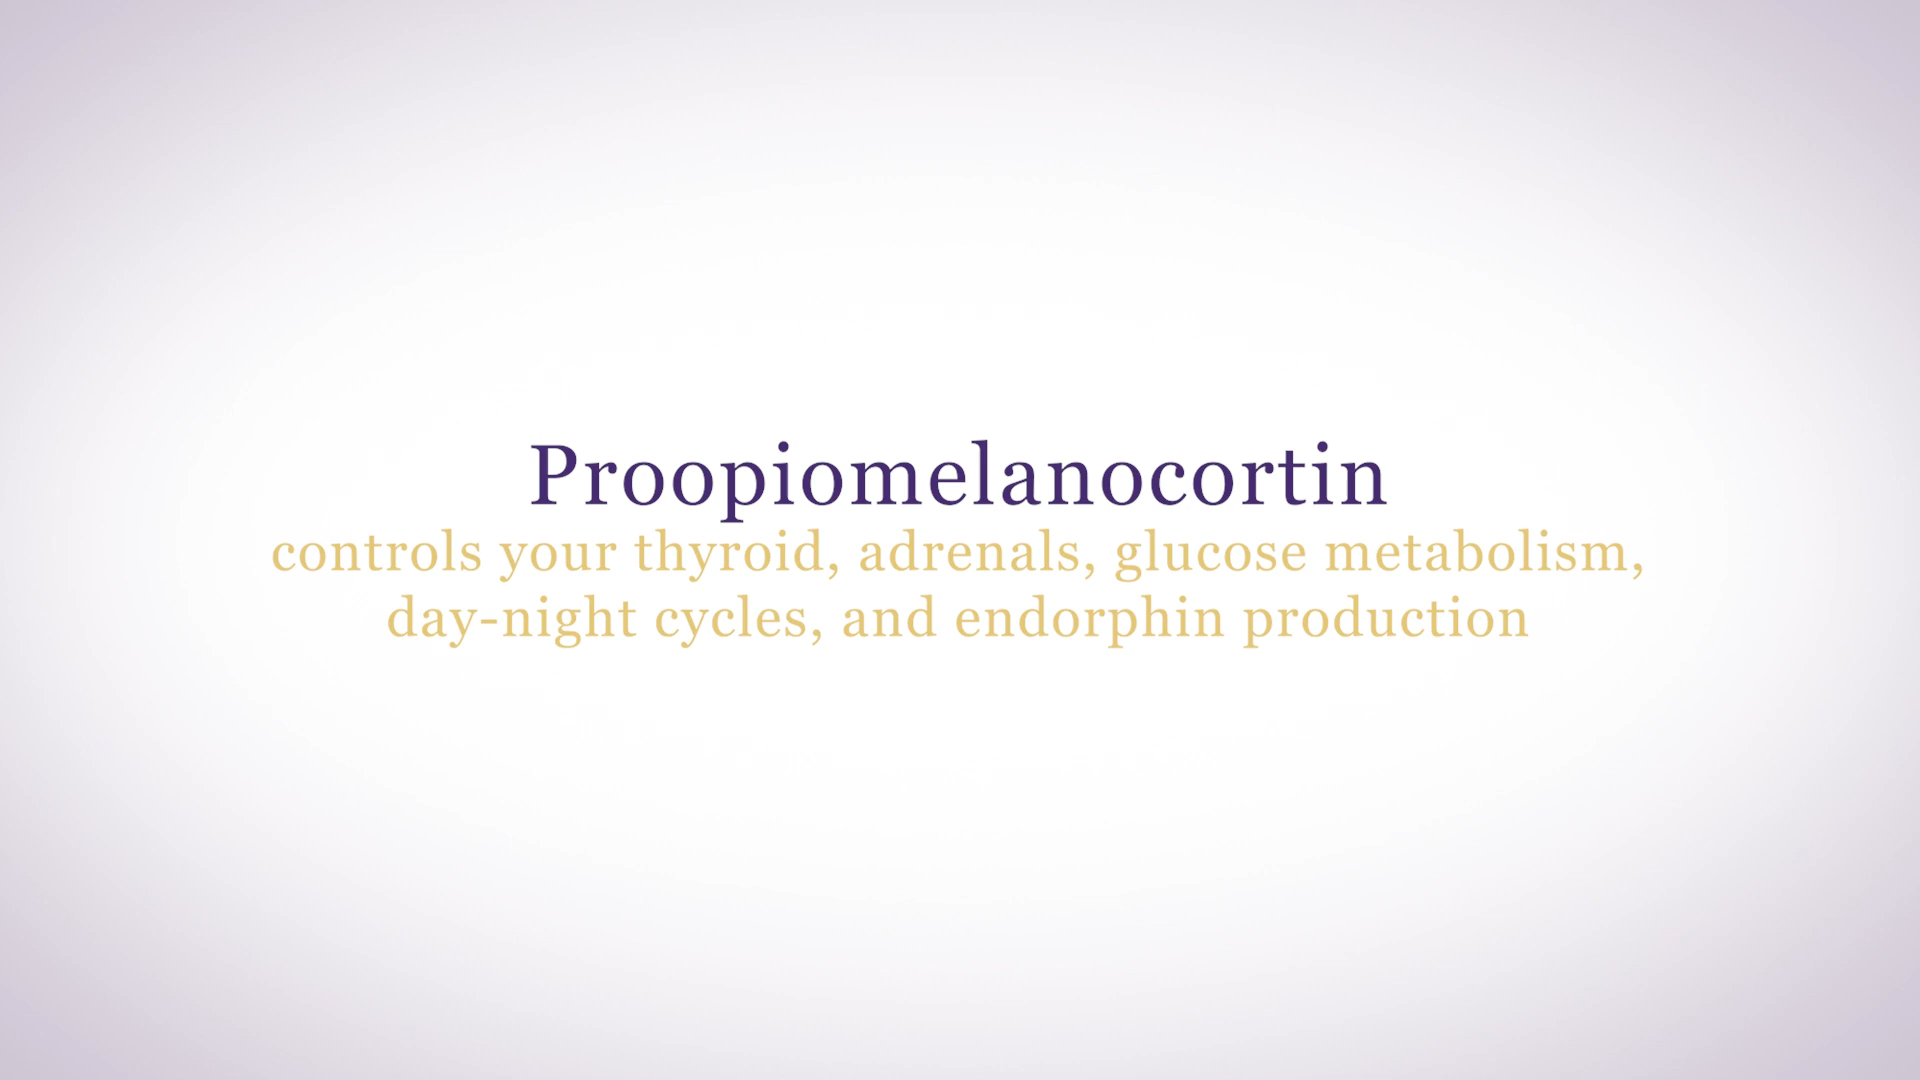 Proopiomelanocortin
controls your thyroid, adrenals, glucose metabolism,
day-night cycles, and endorphin production